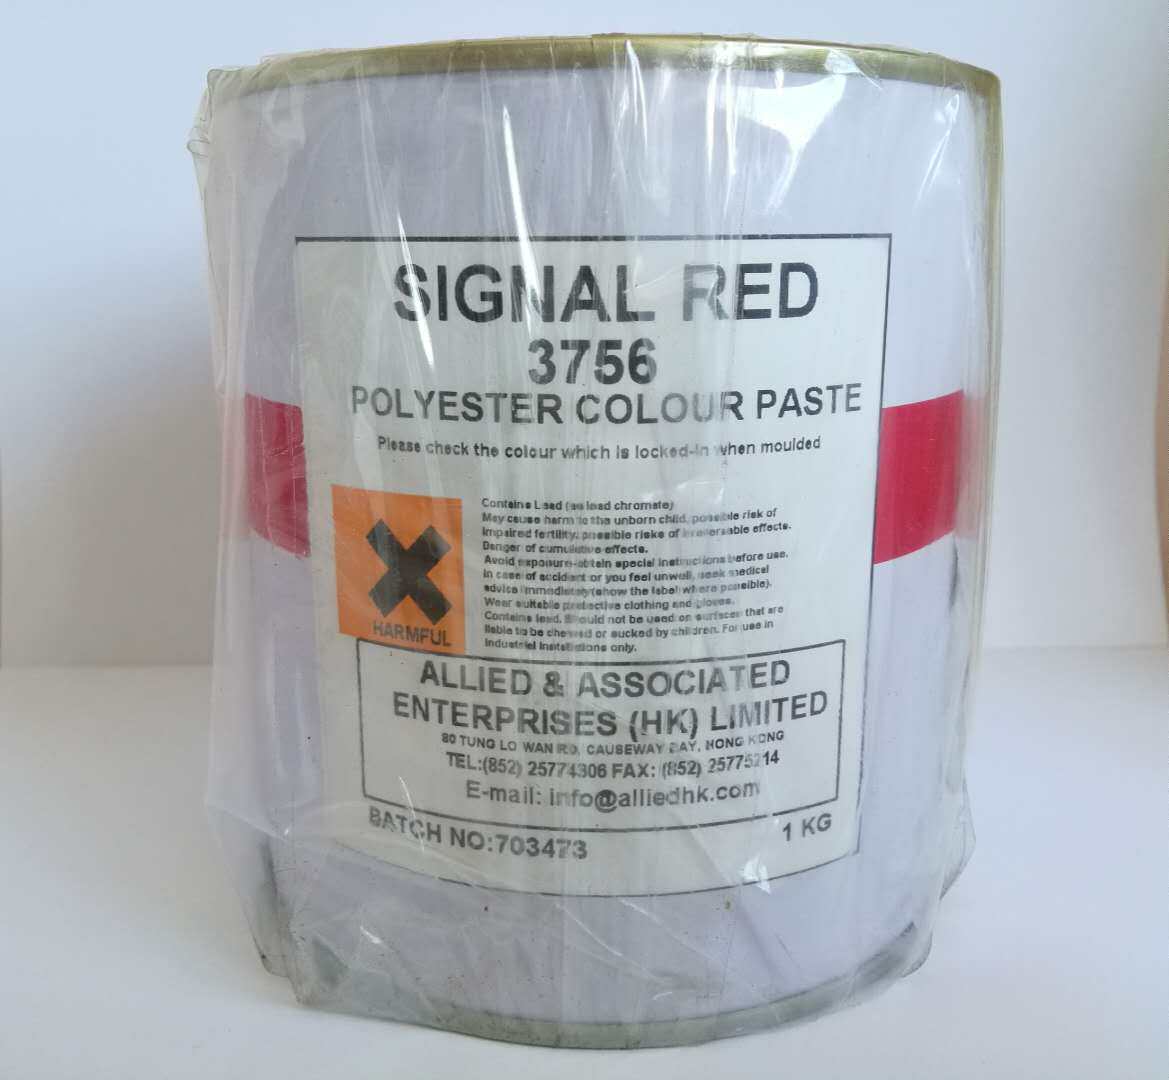 SIGNAL RED
3756
POLYESTER COLOUR PASTE
Please check the colour which is locked-in when moulded
Contains Lead (as lead chromate)
May cause harm to the unborn child, possible risk of
impaired fertility, possible risks of irreversable effects.
Danger of cumulative effects.
Avoid exposure-obtain special instructions before use.
in case of accident or you feel unwell, seek medical
advice immediately(show the label where possible).
Wear suitable protective clothing and gloves.
Contains lead. Should not be used on surfaces that are
liable to be chewed or sucked by children. For use in
industriel installations only.
HARMFUL
ALLIED & ASSOCIATED
ENTERPRISES (HK) LIMITED
80 TUNG LO WAN RD, CAUSEWAY BAY, HONG KONG
TEL:(852) 25774306 FAX: (852) 25775214
E-mail: info@alliedhk.com
BATCH NO:703473
1 KG